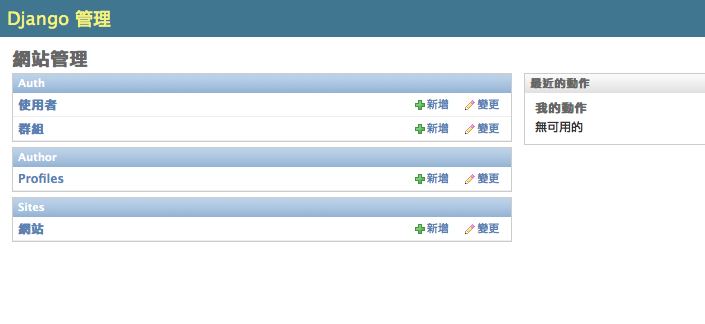 Django 管理
網站管理
Auth
使用者 新增 變更
群組 新增 變更
Author
Profiles 新增 變更
Sites
網站 新增 變更
最近的動作
我的動作
無可用的